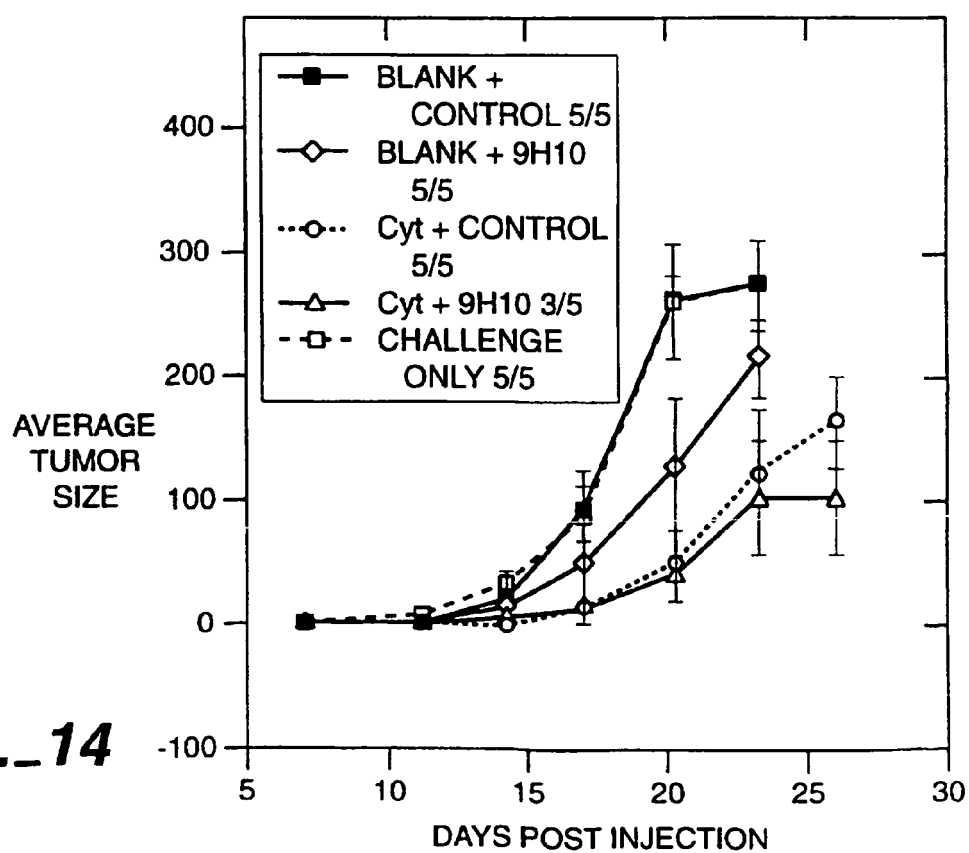 BLANK +
CONTROL 5/5
BLANK + 9H10
5/5
Cyt + CONTROL
5/5
Cyt + 9H10 3/5
CHALLENGE
ONLY 5/5
400
300
200
100
0
-100
AVERAGE
TUMOR
SIZE
5
10
15
20
25
30
DAYS POST INJECTION
._14